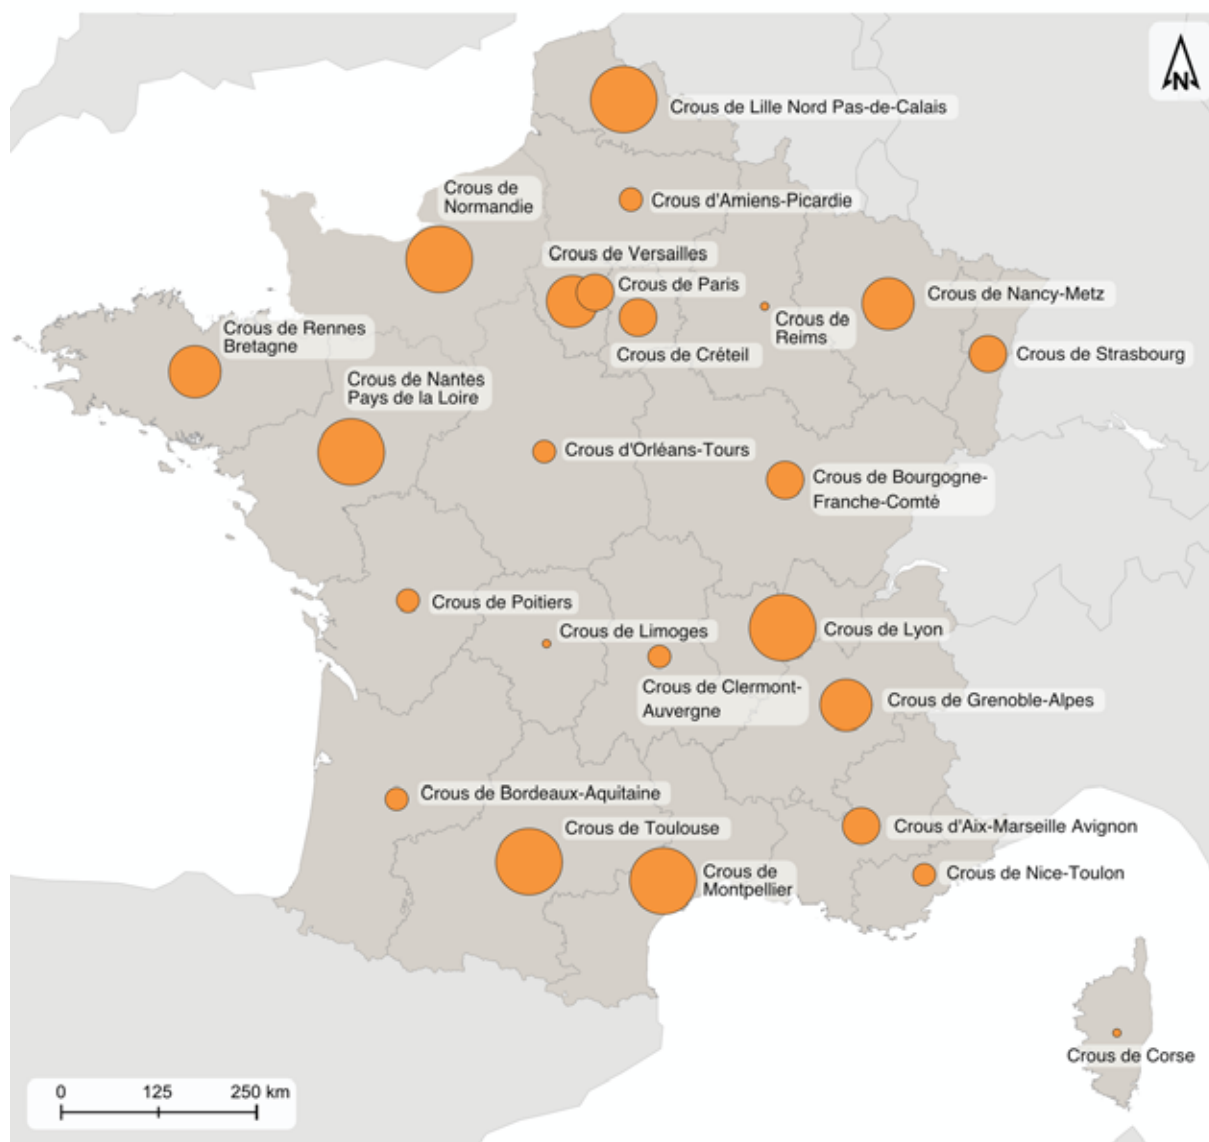 N
Crous de Lille Nord Pas-de-Calais
Crous de
Normandie
Crous d'Amiens-Picardie
Crous de Versailles
Crous de Paris
Crous de Nancy-Metz
Crous de
Reims
Crous de Rennes
Bretagne
Crous de Créteil
Crous de Strasbourg
Crous de Nantes
Pays de la Loire
Crous d'Orléans-Tours
Crous de Bourgogne-
Franche-Comté
Crous de Poitiers
Crous de Limoges
Crous de Lyon
Crous de Clermont-
Auvergne
Crous de Grenoble-Alpes
Crous de Bordeaux-Aquitaine
Crous de Toulouse
Crous d'Aix-Marseille Avignon
Crous de
Montpellier
Crous de Nice-Toulon
Crous de Corse
0 125 250 km